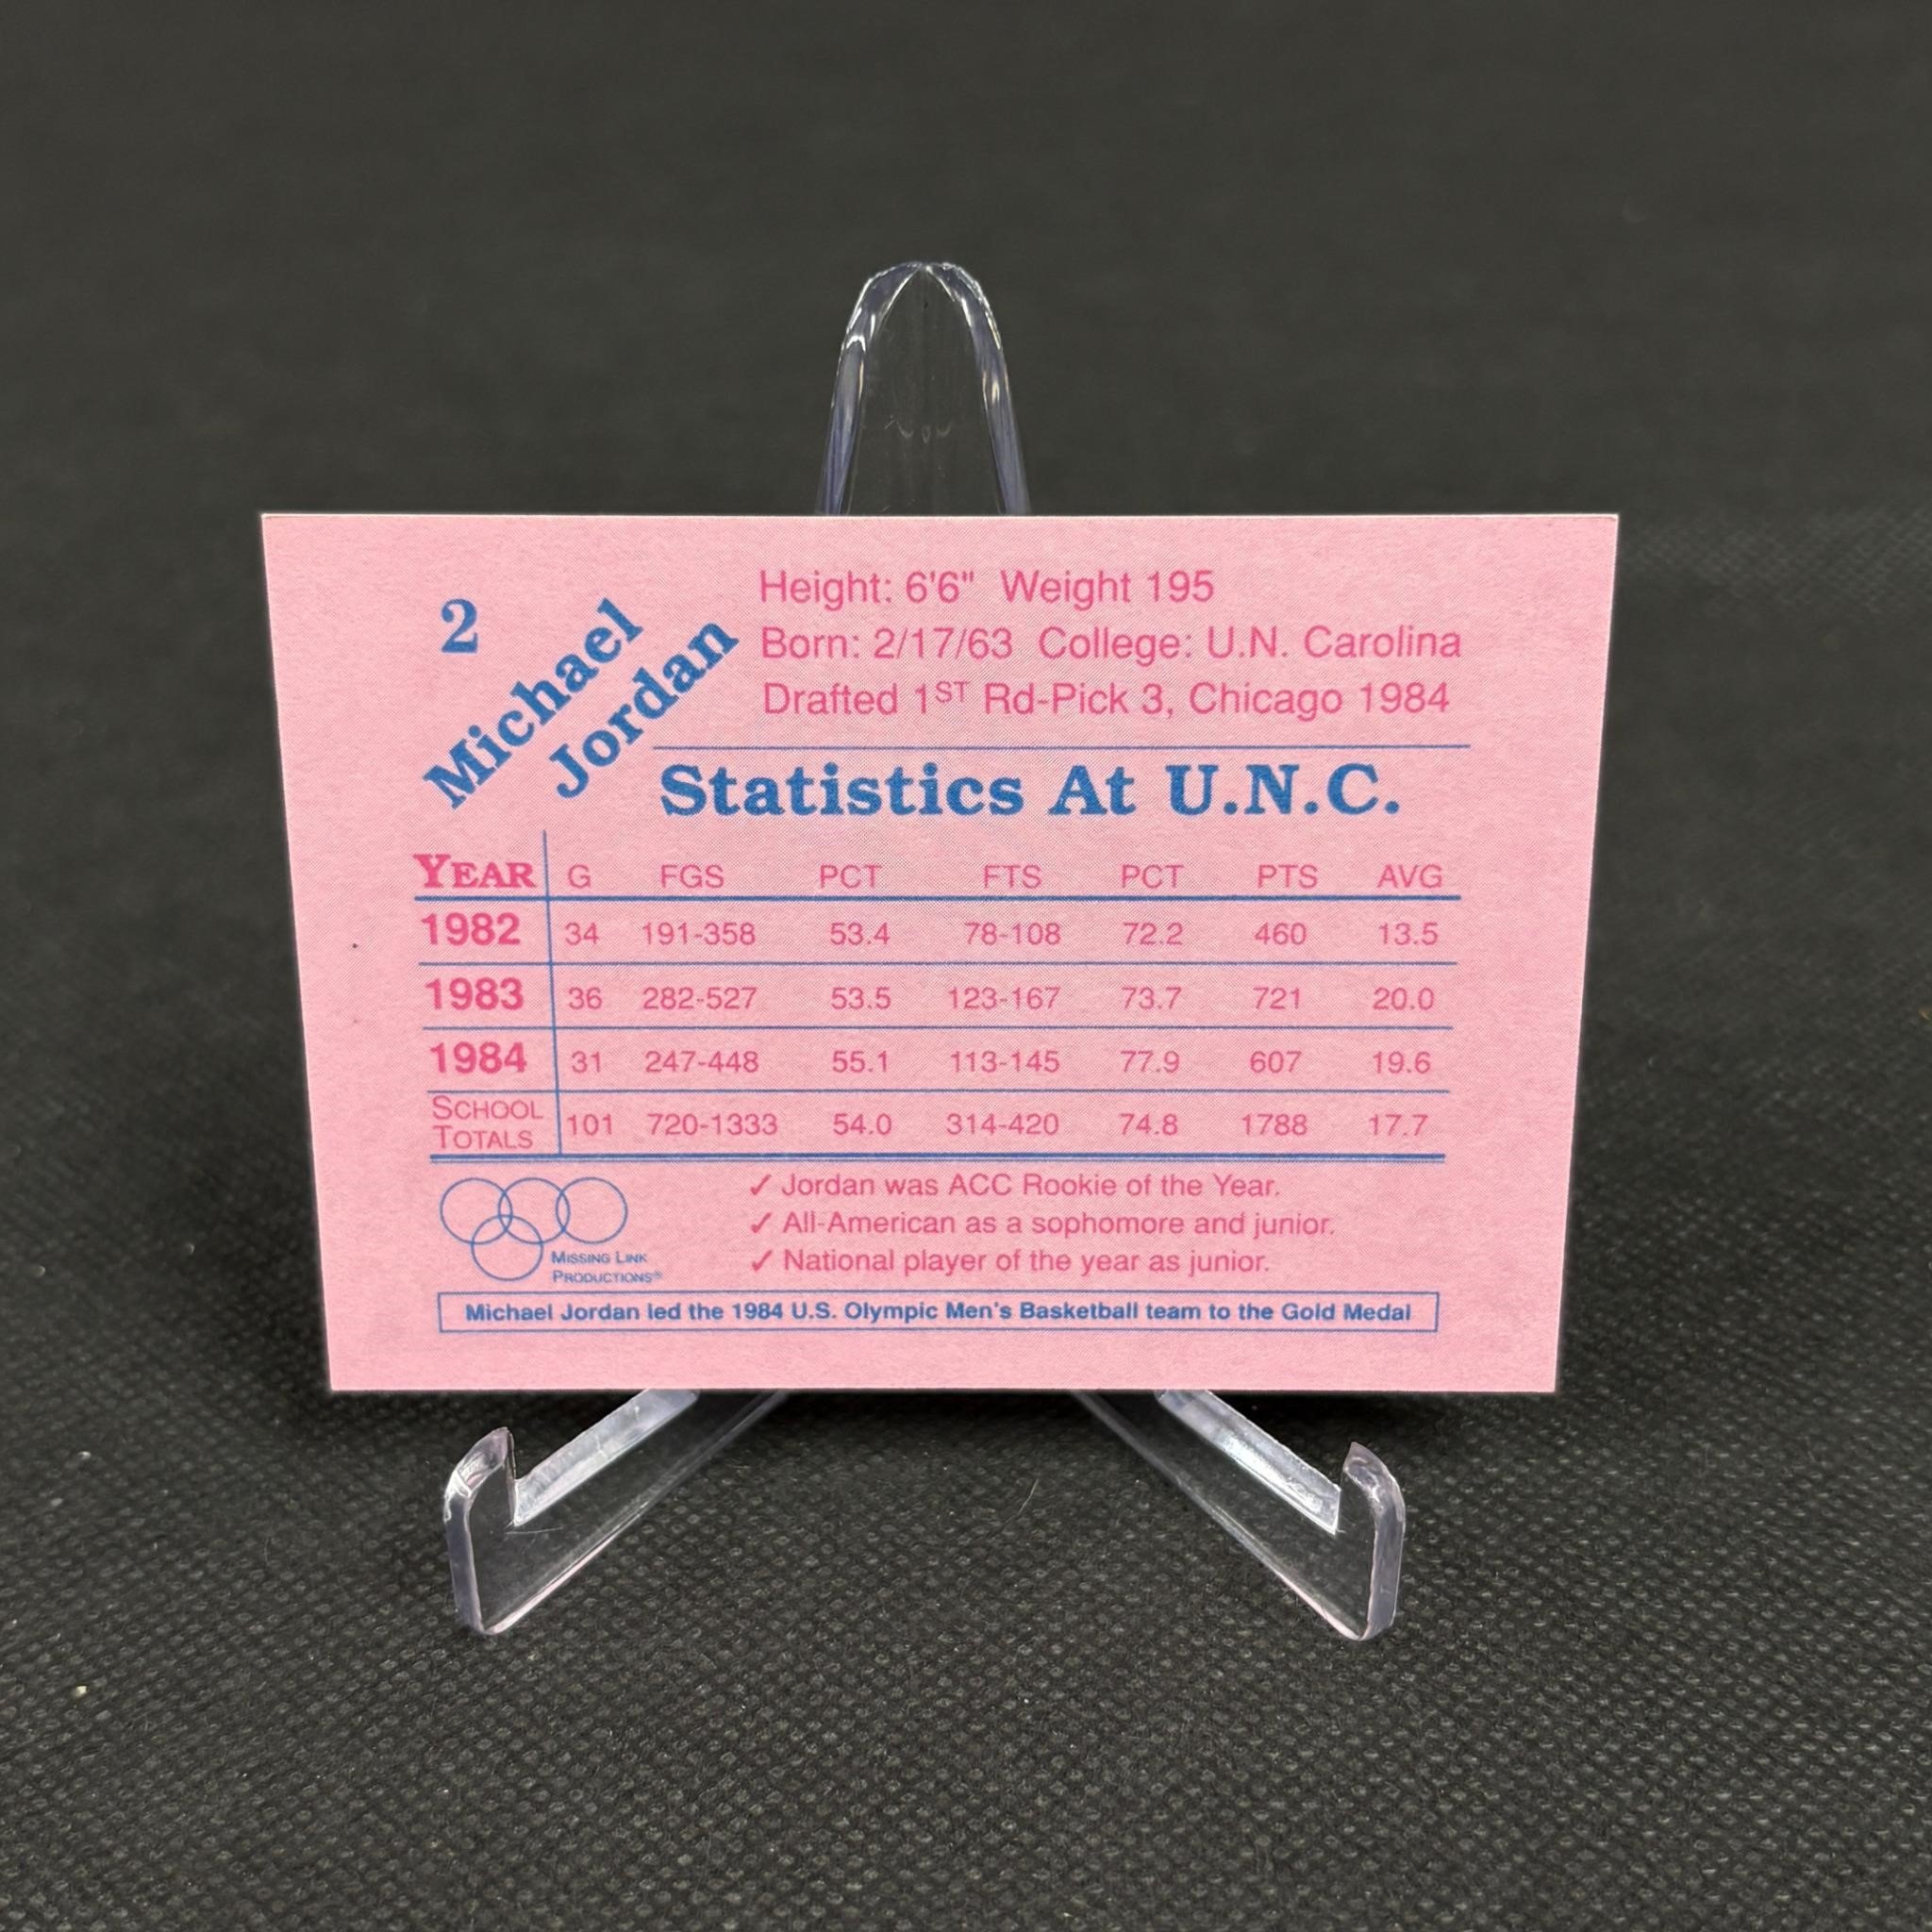 2
Michael
Jordan
Height: 6'6" Weight 195
Born: 2/17/63 College: U.N. Carolina
Drafted 1ST Rd-Pick 3, Chicago 1984
Statistics At U.N.C.
YEAR G FGS PCT FTS PCT PTS AVG
1982 34 191-358 53.4 78-108 72.2 460 13.5
1983 36 282-527 53.5 123-167 73.7 721 20.0
1984 31 247-448 55.1 113-145 77.9 607 19.6
SCHOOL
TOTALS 101 720-1333 54.0 314-420 74.8 1788 17.7
✓ Jordan was ACC Rookie of the Year.
✓ All-American as a sophomore and junior.
✓ National player of the year as junior.
MISSING LINK
PRODUCTIONS®
Michael Jordan led the 1984 U.S. Olympic Men's Basketball team to the Gold Medal